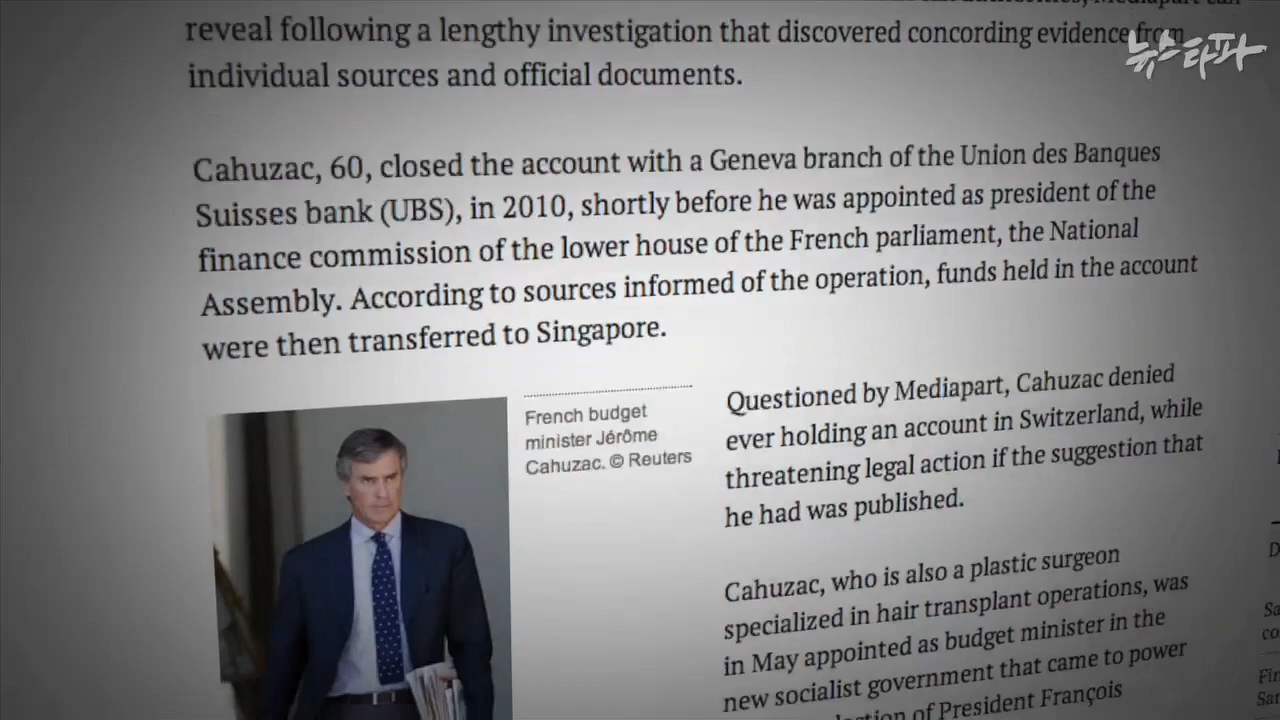 뉴스타파
reveal following a lengthy investigation that discovered concording evidence from
individual sources and official documents.
Cahuzac, 60, closed the account with a Geneva branch of the Union des Banques
Suisses bank (UBS), in 2010, shortly before he was appointed as president of the
finance commission of the lower house of the French parliament, the National
Assembly. According to sources informed of the operation, funds held in the account
were then transferred to Singapore.
French budget
minister Jérôme
Cahuzac. © Reuters
Questioned by Mediapart, Cahuzac denied
ever holding an account in Switzerland, while
threatening legal action if the suggestion that
he had was published.
Cahuzac, who is also a plastic surgeon
specialized in hair transplant operations, was
in May appointed as budget minister in the
new socialist government that came to power
of President François